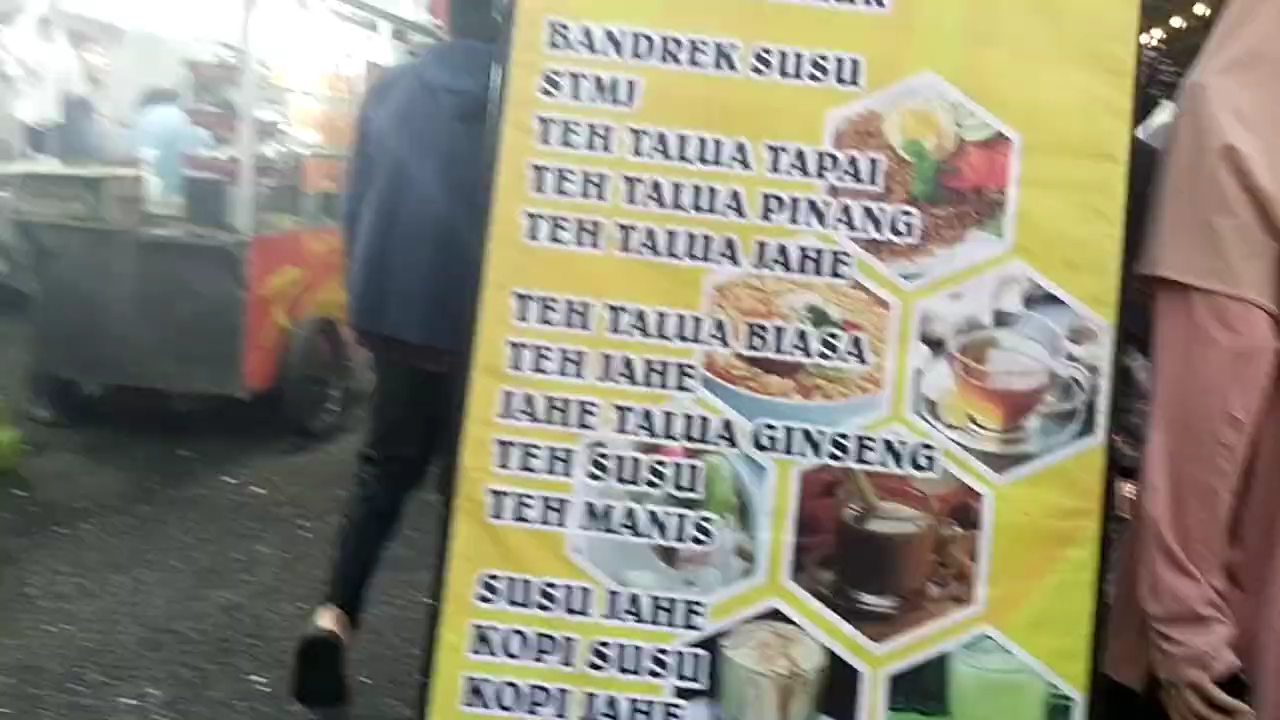 BANDREK SUSU
STMJ
TEH TALUA TAPAI
TEH TALUA PINANG
TEH TALUA JAHE
TEH TALUA BIASA
TEH JAHE
JAHE TALUA GINSENG
TEH SUSU
TEH MANIS
SUSU JAHE
KOPI SUSU
KOPI JAHE